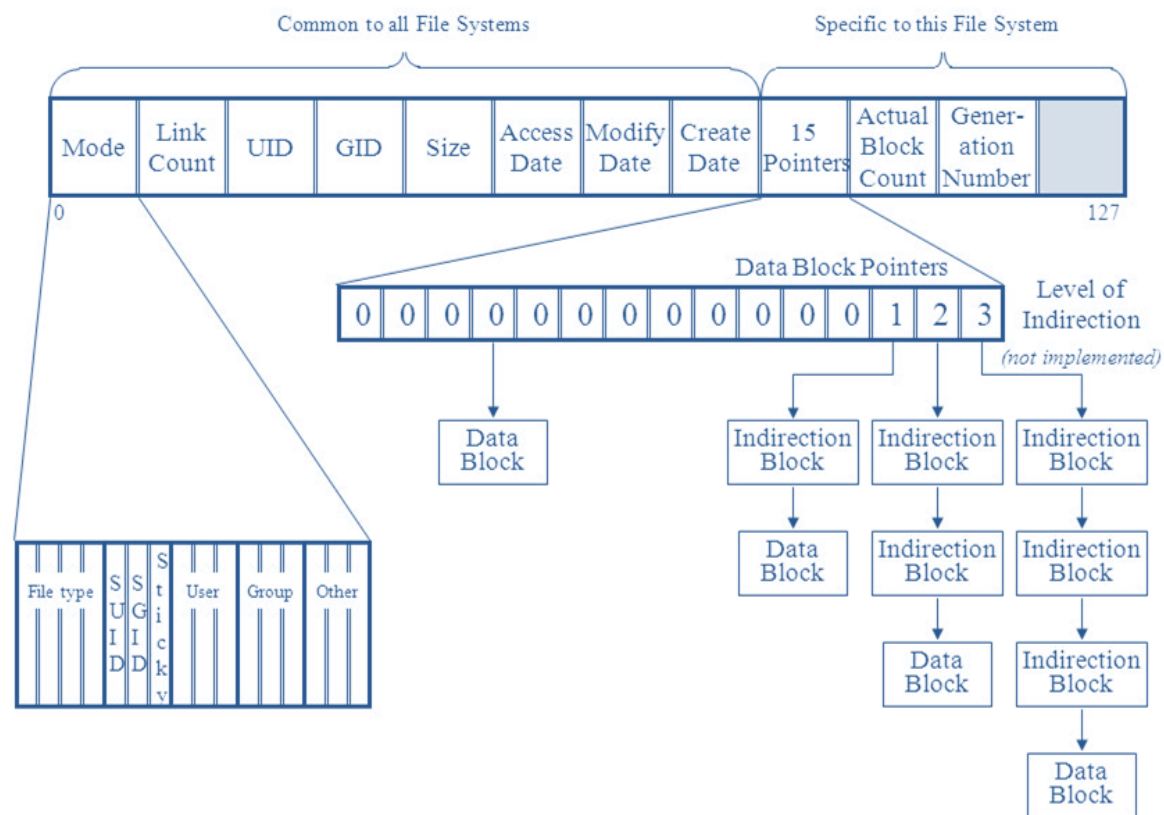 Common to all File Systems
Specific to this File System
Mode
Link
Count
UID
GID
Size
Access
Date
Modify
Date
Create
Date
15
Pointers
Actual
Block
Count
Gener-
ation
Number
0
127
Data Block Pointers
0 0 0 0 0 0 0 0 0 0 0 0 1 2 3
Level of
Indirection
(not implemented)
Data
Block
Indirection
Block
Indirection
Block
Indirection
Block
Data
Block
Indirection
Block
Indirection
Block
Data
Block
Indirection
Block
Data
Block
File type
SUID
SGID
Sticky
User
Group
Other